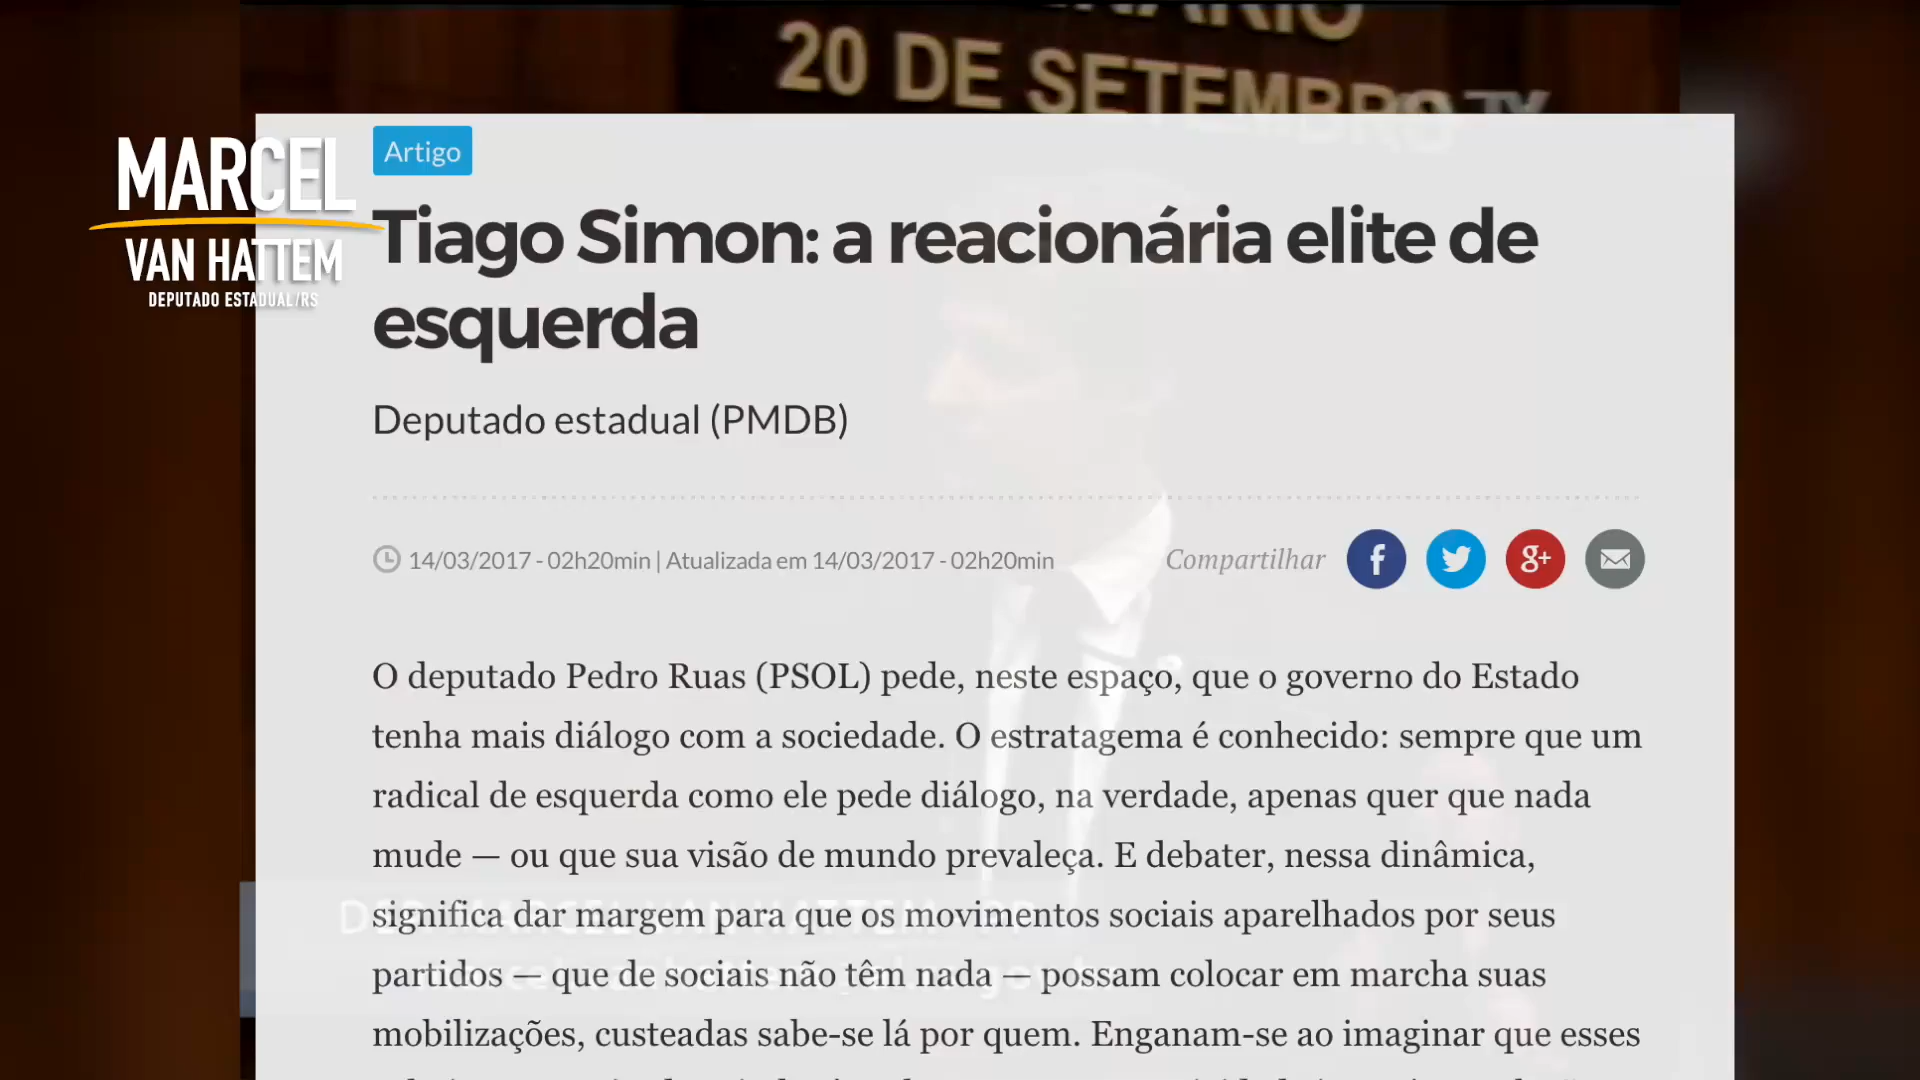 20 DE SETEMBRO
MARCEL
VAN HATTEM
DEPUTADO ESTADUAL/RS
Artigo
Tiago Simon: a reacionária elite de
esquerda
Deputado estadual (PMDB)
14/03/2017 - 02h20min | Atualizada em 14/03/2017 - 02h20min
Compartilhar
O deputado Pedro Ruas (PSOL) pede, neste espaço, que o governo do Estado
tenha mais diálogo com a sociedade. O estratagema é conhecido: sempre que um
radical de esquerda como ele pede diálogo, na verdade, apenas quer que nada
mude — ou que sua visão de mundo prevaleça. E debater, nessa dinâmica,
significa dar margem para que os movimentos sociais aparelhados por seus
partidos — que de sociais não têm nada — possam colocar em marcha suas
mobilizações, custeadas sabe-se lá por quem. Enganam-se ao imaginar que esses